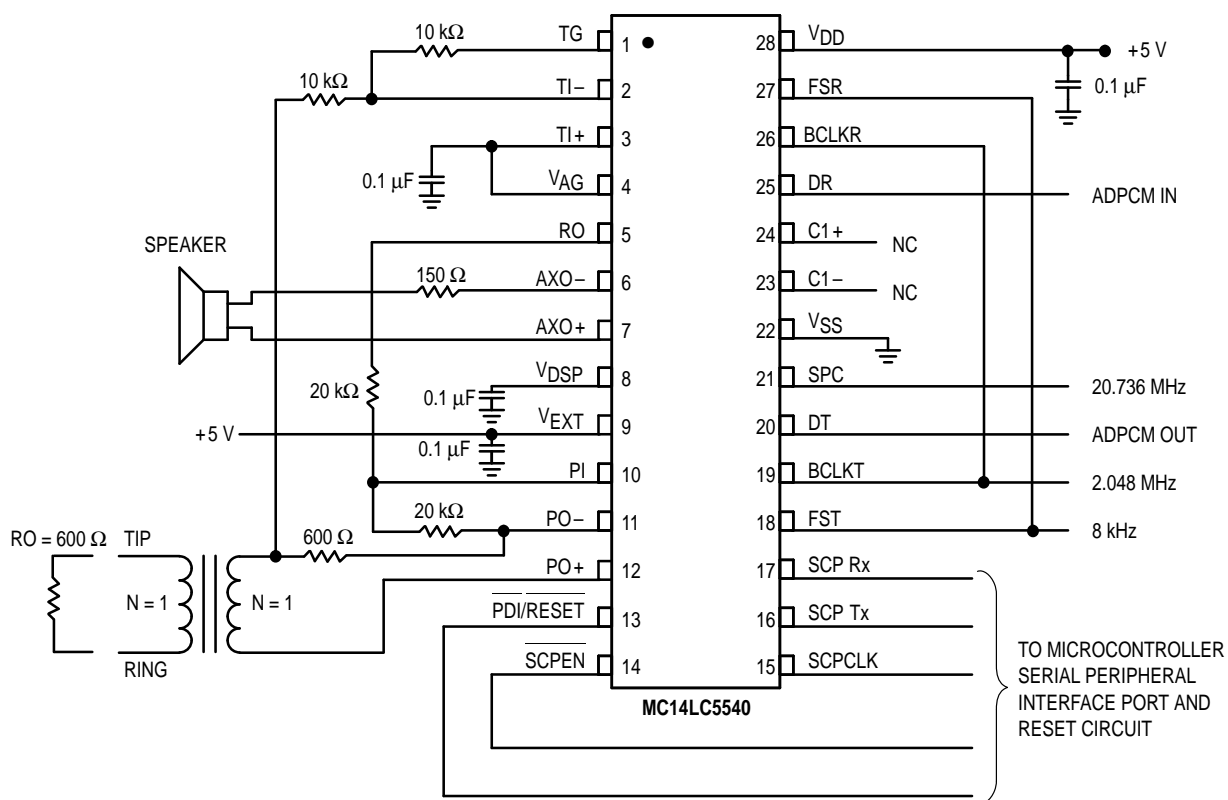 10 kΩ
TG
1
28
VDD
+5 V
10 kΩ
TI–
2
27
FSR
0.1 µF
TI+
3
26
BCLKR
0.1 µF
VAG
4
25
DR
ADPCM IN
RO
5
24
C1+
NC
SPEAKER
150 Ω
AXO–
6
23
C1–
NC
AXO+
7
22
VSS
20 kΩ
0.1 µF
VDSP
8
21
SPC
20.736 MHz
+5 V
0.1 µF
VEXT
9
20
DT
ADPCM OUT
PI
10
19
BCLKT
2.048 MHz
20 kΩ
PO–
11
18
FST
8 kHz
RO = 600 Ω
TIP
600 Ω
PO+
12
17
SCP Rx
N = 1
N = 1
PDI/RESET
13
16
SCP Tx
RING
SCPEN
14
15
SCPCLK
TO MICROCONTROLLER
SERIAL PERIPHERAL
INTERFACE PORT AND
RESET CIRCUIT
MC14LC5540